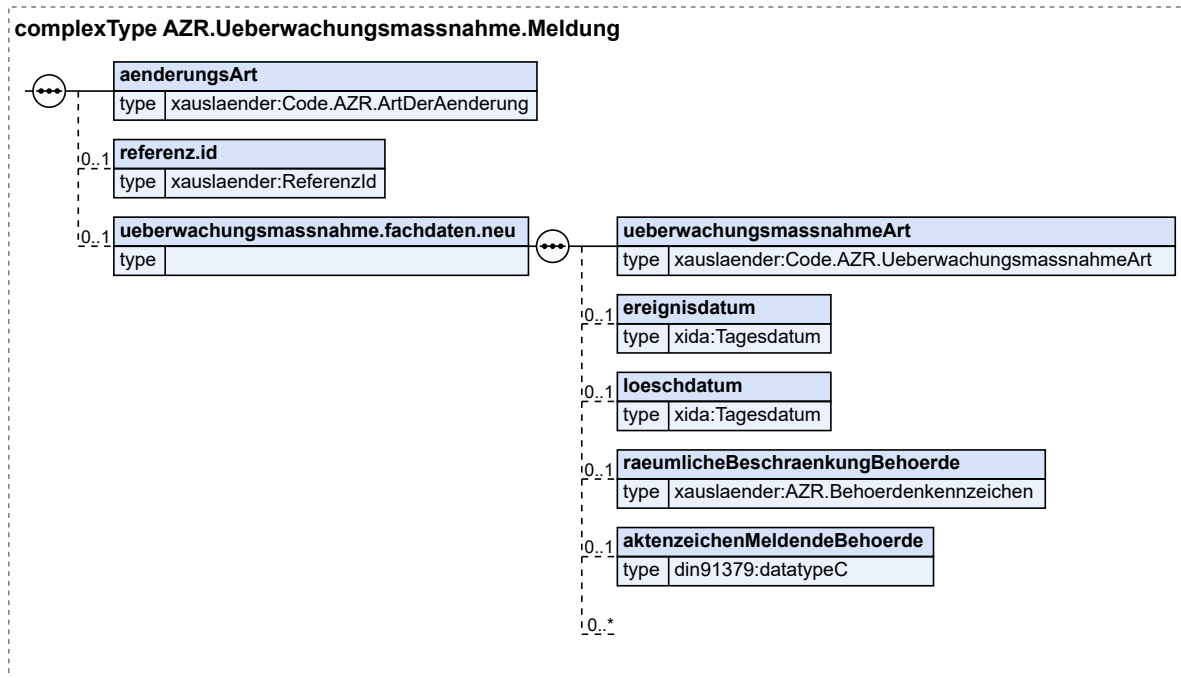 complexType AZR.Ueberwachungsmassnahme.Meldung
aenderungsArt
type xauslaender:Code.AZR.ArtDerAenderung
0..1 referenz.id
type xauslaender:ReferenzId
0..1 ueberwachungsmassnahme.fachdaten.neu
type
ueberwachungsmassnahmeArt
type xauslaender:Code.AZR.UeberwachungsmassnahmeArt
0..1 ereignisdatum
type xida:Tagesdatum
0..1 loeschdatum
type xida:Tagesdatum
0..1 raeumlicheBeschraenkungBehoerde
type xauslaender:AZR.Behoerdenkennzeichen
0..1 aktenzeichenMeldendeBehoerde
type din91379:datatypeC
0..*